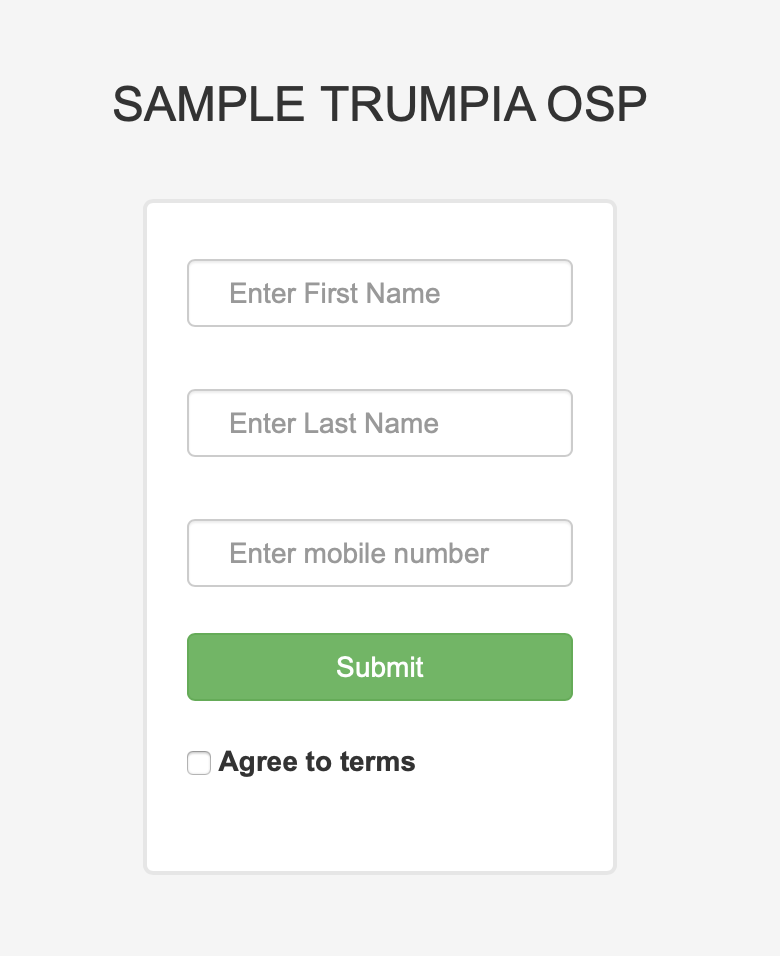 SAMPLE TRUMPIA OSP
Enter First Name
Enter Last Name
Enter mobile number
Submit
Agree to terms